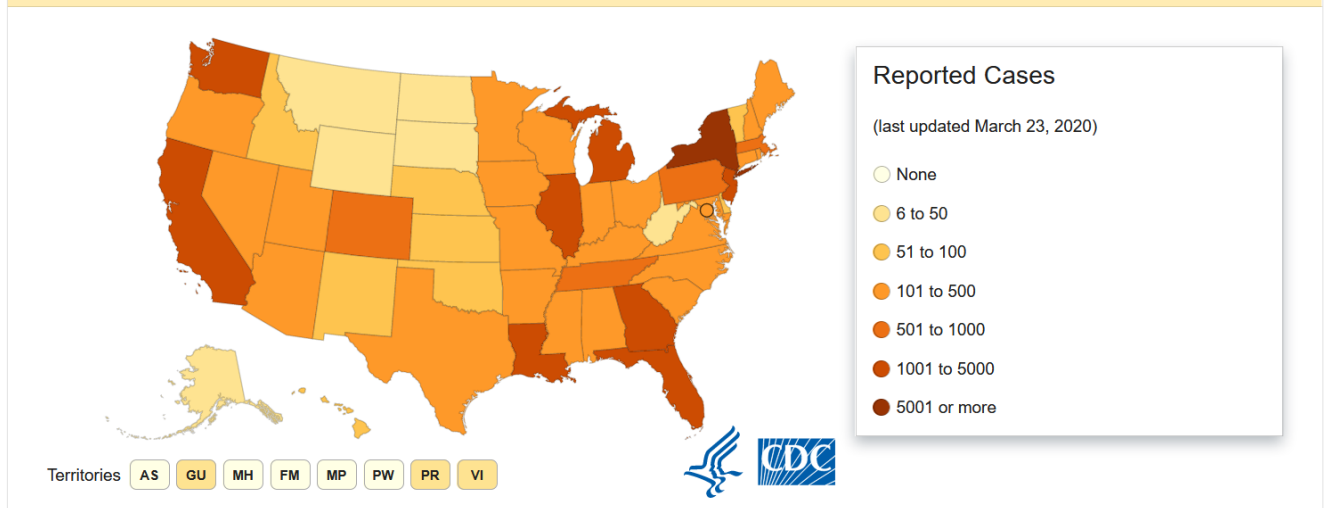 Reported Cases
(last updated March 23, 2020)
None
6 to 50
51 to 100
101 to 500
501 to 1000
1001 to 5000
5001 or more
CDC
Territories AS GU MH FM MP PW PR VI